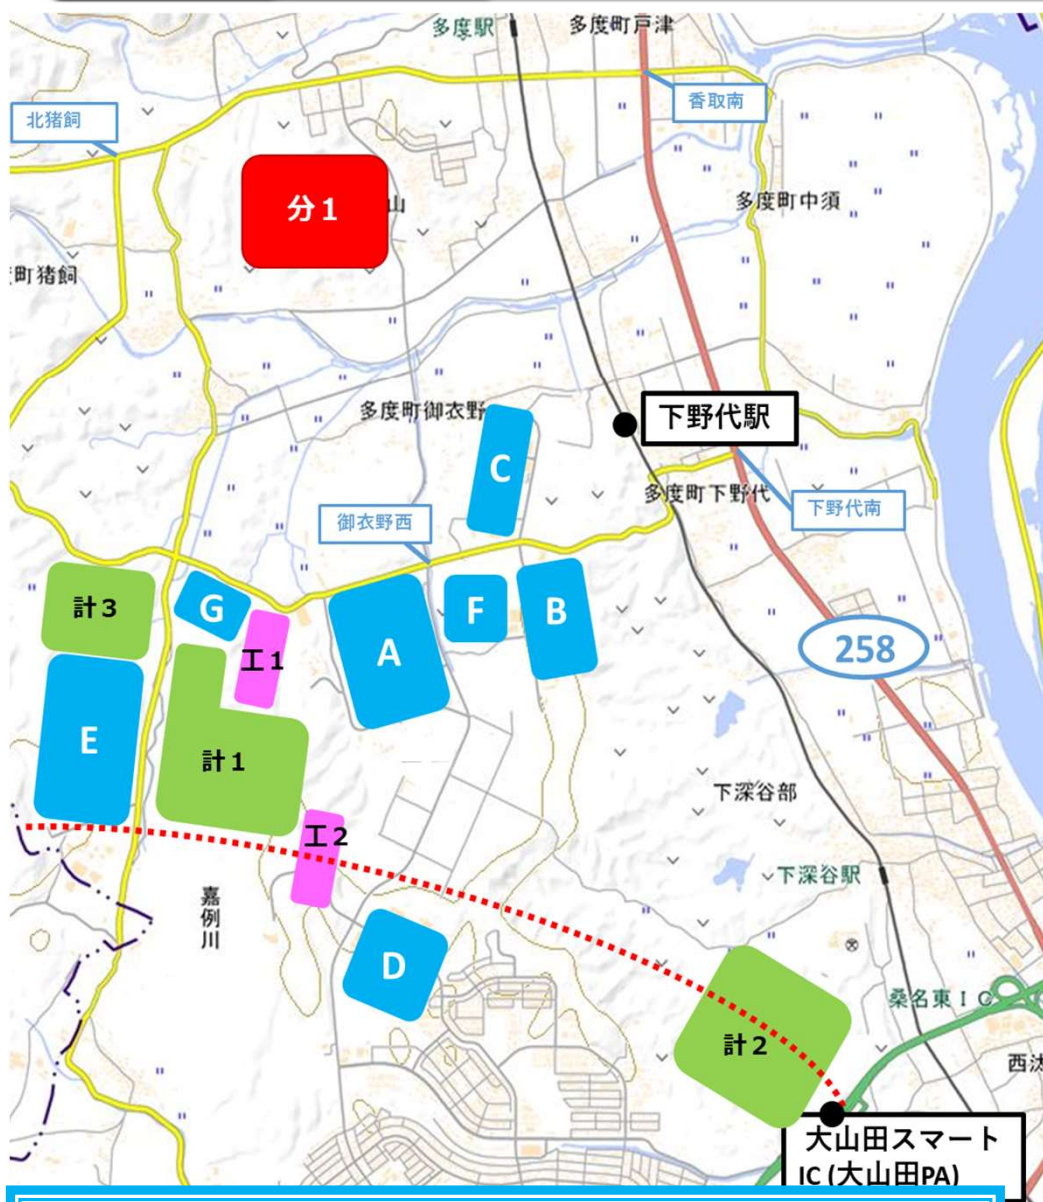 多度駅
多度町戸津
香取南
北猪飼
分１
山
多度町中須
町猪飼
多度町御衣野
下野代駅
C
多度町下野代
下野代南
御衣野西
計３
G
F
B
工１
A
258
E
計１
下深谷部
工２
下深谷駅
嘉例川
D
桑名東ＩＣ
計２
西汰
大山田スマート
IC (大山田PA)